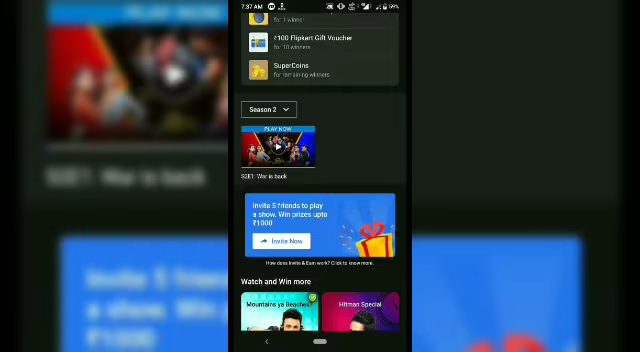 7:37 AM
59%
for 1 winner
₹100 Flipkart Gift Voucher
for 10 winners
SuperCoins
for remaining winners
Season 2
PLAY NOW
S2E1: War is back
Invite 5 friends to play
a show. Win prizes upto
₹1000
Invite Now
How does Invite & Earn work? Click to know more.
Watch and Win more
Mountains ya Beaches?
Hitman Special